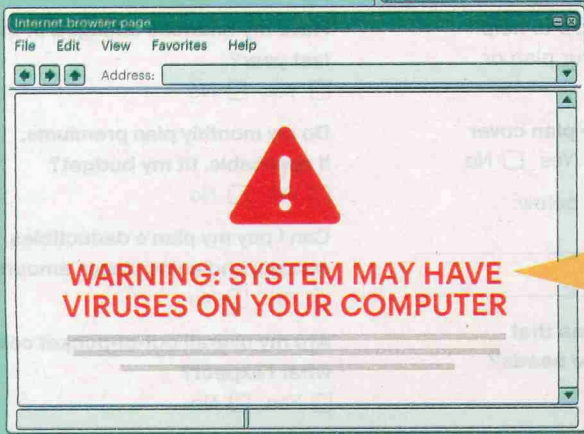 Internet browser page
File Edit View Favorites Help
Address:
WARNING: SYSTEM MAY HAVE
VIRUSES ON YOUR COMPUTER